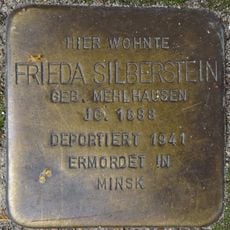 HIER WOHNTE
FRIEDA SILBERSTEIN
GEB. MEHLHAUSEN
JG. 1888
DEPORTIERT 1941
ERMORDET IN
MINSK